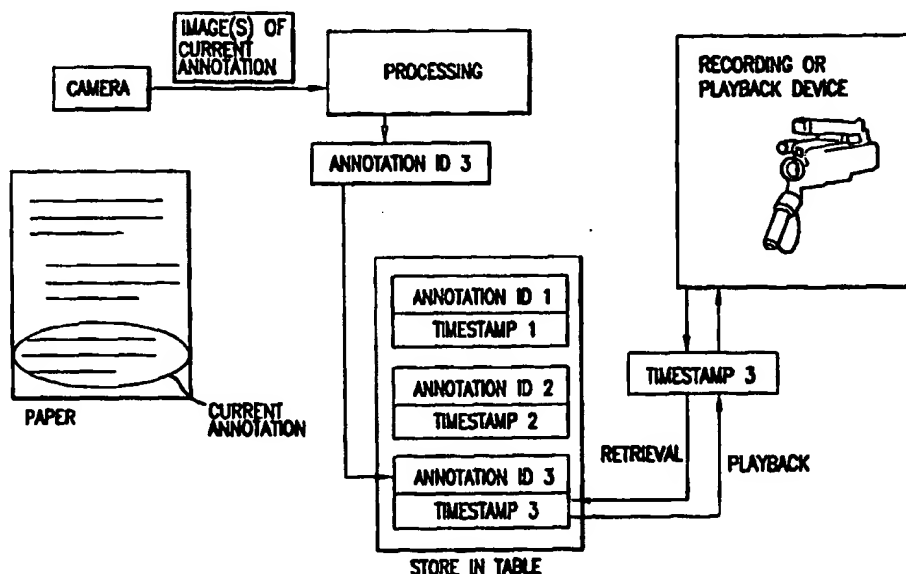 IMAGE(S) OF
CURRENT
ANNOTATION
CAMERA
PROCESSING
RECORDING OR
PLAYBACK DEVICE
ANNOTATION ID 3
PAPER
CURRENT
ANNOTATION
ANNOTATION ID 1
TIMESTAMP 1
ANNOTATION ID 2
TIMESTAMP 2
ANNOTATION ID 3
TIMESTAMP 3
STORE IN TABLE
TIMESTAMP 3
RETRIEVAL
PLAYBACK